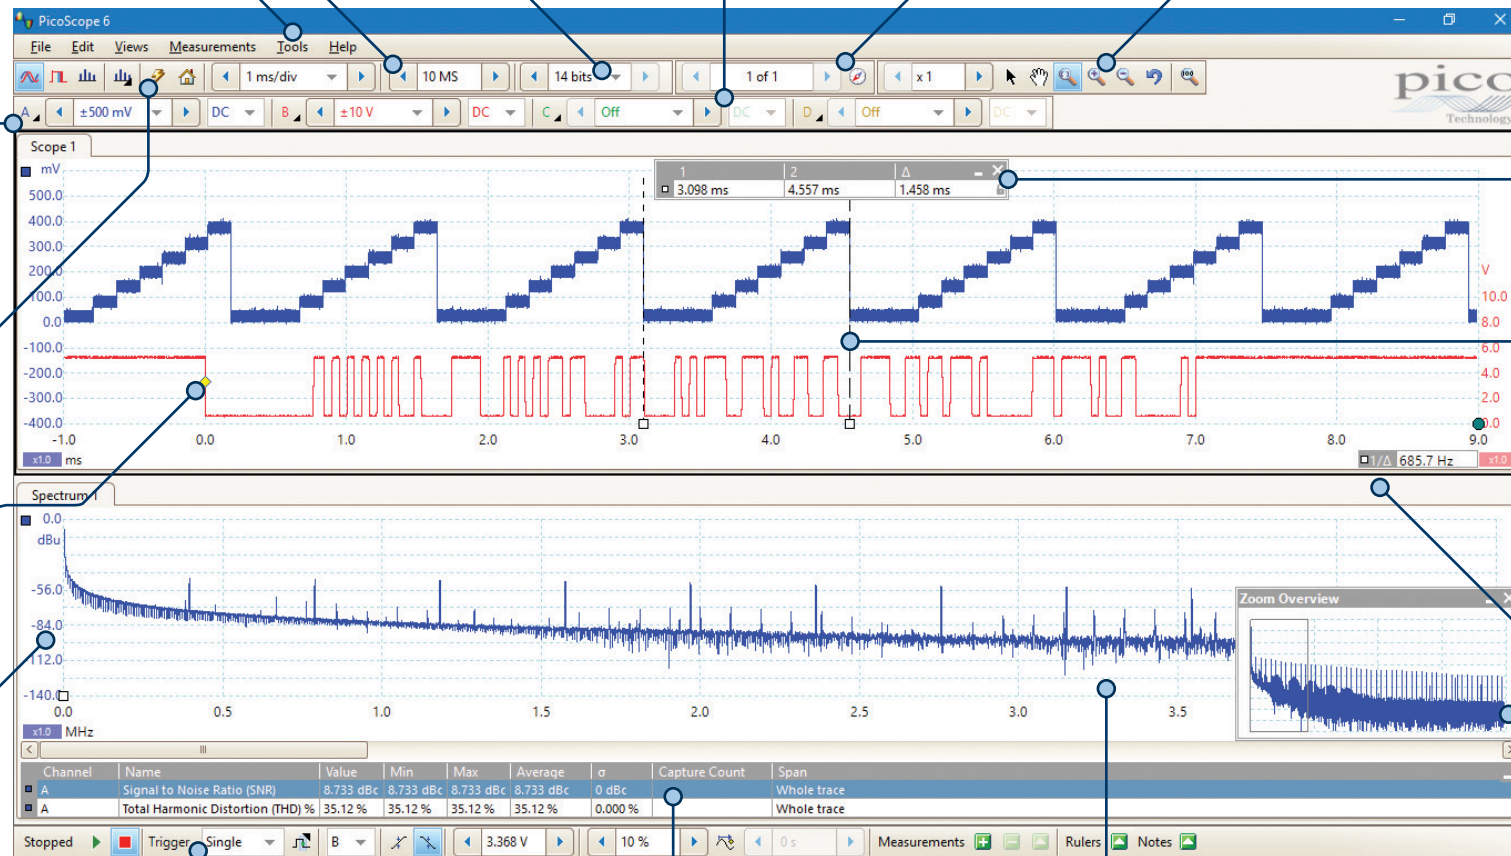 PicoScope 6
File Edit Views Measurements Tools Help
1 ms/div 10 MS 14 bits 1 of 1 x 1
pico
Technology
A ±500 mV DC B ±10 V DC C Off DC D Off DC
Scope 1
mV
1 2 Δ
3.098 ms 4.557 ms 1.458 ms
500.0
400.0
300.0
200.0
V
100.0 10.0
0.0 8.0
-100.0 6.0
-200.0 4.0
-300.0 2.0
-400.0 0.0
-1.0 0.0 1.0 2.0 3.0 4.0 5.0 6.0 7.0 8.0 9.0
x1.0 ms 1/Δ 685.7 Hz x1.0
Spectrum 1
0.0
dBu
-56.0
Zoom Overview
-84.0
-112.0
-140.0
0.0 0.5 1.0 1.5 2.0 2.5 3.0 3.5
x1.0 MHz
Channel Name Value Min Max Average σ Capture Count Span
A Signal to Noise Ratio (SNR) 8.733 dBc 8.733 dBc 8.733 dBc 8.733 dBc 0 dBc Whole trace
A Total Harmonic Distortion (THD) % 35.12 % 35.12 % 35.12 % 35.12 % 0.000 % Whole trace
Stopped Trigger Single B 3.368 V 10 % 0 s Measurements Rulers Notes